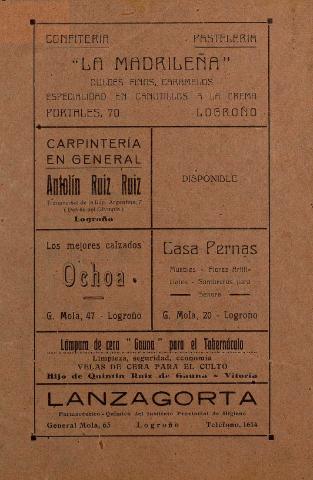 CONFITERIA PASTELERIA
"LA MADRILEÑA"
DULCES FINOS, CARAMELOS
ESPECIALIDAD EN CANUTILLOS A LA CREMA
PORTALES, 70 LOGROÑO
CARPINTERÍA
EN GENERAL
Antolín Ruiz Ruiz
Logroño
DISPONIBLE
Los mejores calzados
Ochoa
G. Mola, 47 - Logroño
Casa Pernas
Muebles - Flores Artifi-
ciales - Sombreros para
Señora
G. Mola, 20 - Logroño
Lámpara de cera "Gauna" para el Tabernáculo
Limpieza, seguridad, economía
VELAS DE CERA PARA EL CULTO
Hijo de Quintín Ruiz de Gauna - Vitoria
LANZAGORTA
Farmacéutico - Químico del Instituto Provincial de Higiene
General Mola, 65 Logroño Teléfono, 1614